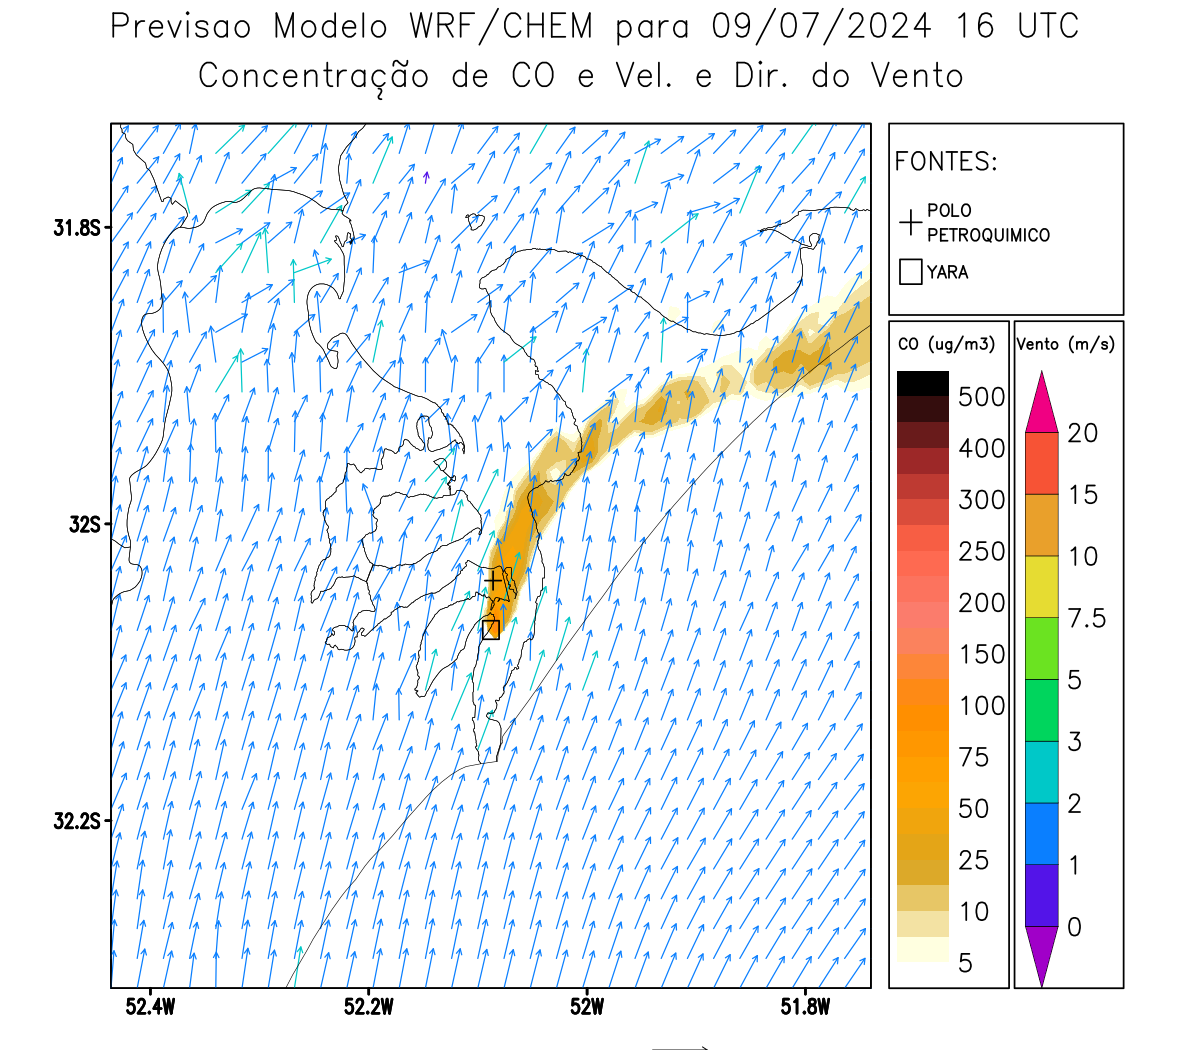 Previsao Modelo WRF/CHEM para 09/07/2024 16 UTC
Concentração de CO e Vel. e Dir. do Vento
FONTES:
POLO
PETROQUIMICO
YARA
CO (ug/m3)
500
400
300
250
200
150
100
75
50
25
10
5
Vento (m/s)
20
15
10
7.5
5
3
2
1
0
31.8S
32S
32.2S
52.4W
52.2W
52W
51.8W